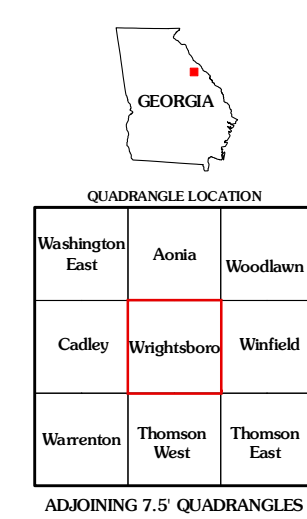 GEORGIA
QUADRANGLE LOCATION
Washington
East
Aonia
Woodlawn
Cadley
Wrightsboro
Winfield
Warrenton
Thomson
West
Thomson
East
ADJOINING 7.5' QUADRANGLES